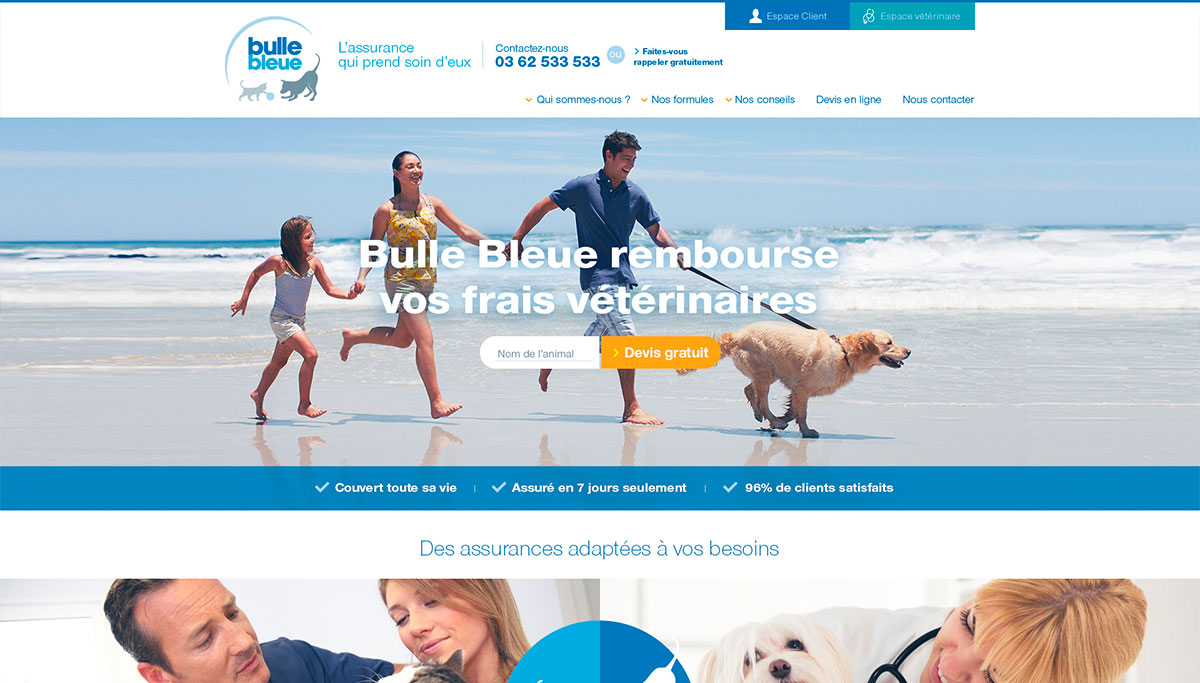 Espace Client
Espace vétérinaire
bulle
bleue
L'assurance
qui prend soin d'eux
Contactez-nous
03 62 533 533
ou
Faites-vous
rappeler gratuitement
Qui sommes-nous ?
Nos formules
Nos conseils
Devis en ligne
Nous contacter
Bulle Bleue rembourse
vos frais vétérinaires
Nom de l'animal
Devis gratuit
Couvert toute sa vie
Assuré en 7 jours seulement
96% de clients satisfaits
Des assurances adaptées à vos besoins